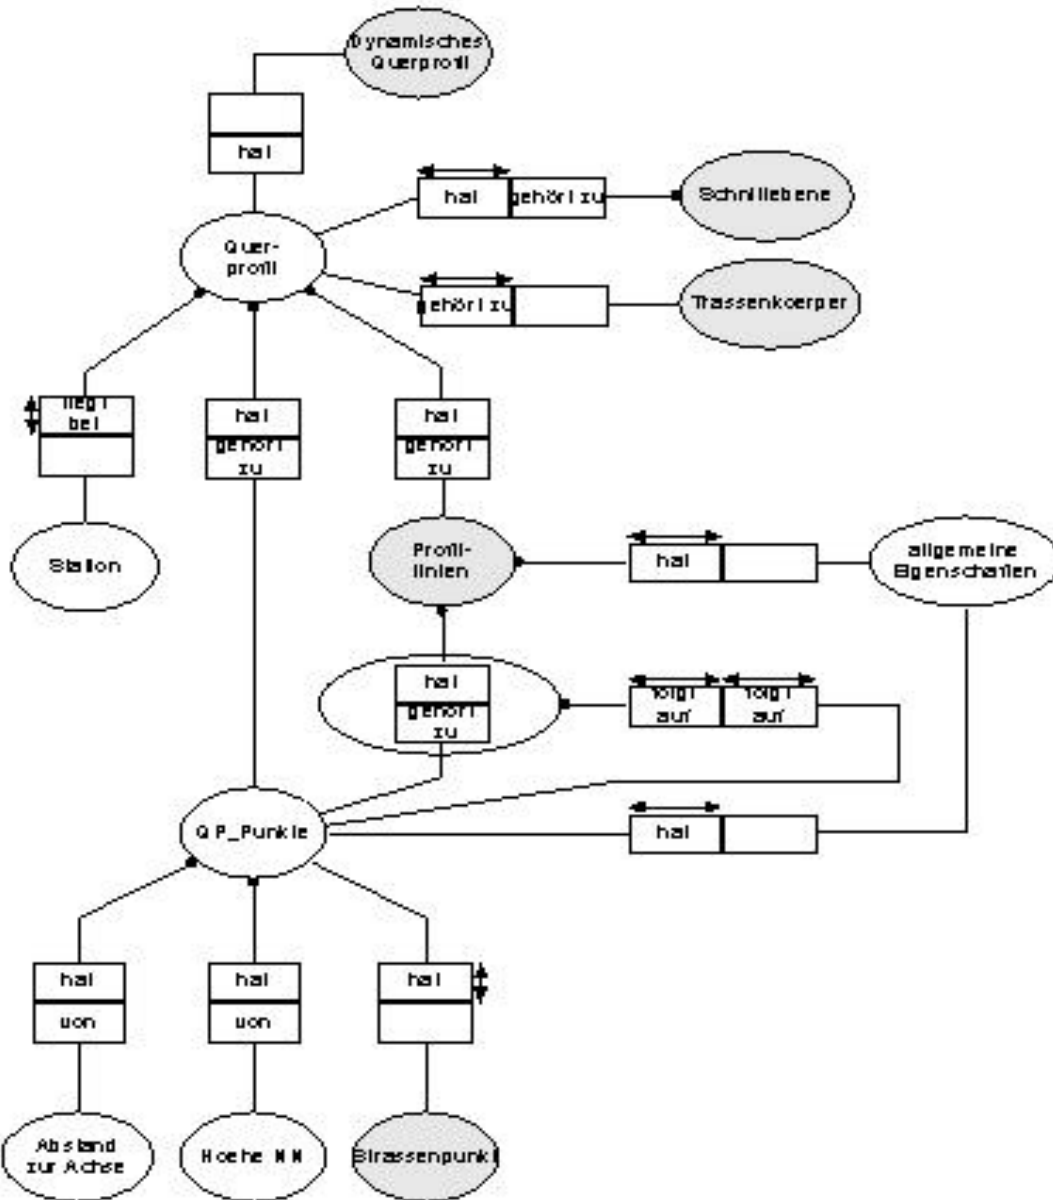 Dynamisches
Querprofil
hat
hat gehört zu
Schnittebene
Quer-
profil
gehört zu
Trassenkoerper
liegt
bei
hat
gehört
zu
hat
gehört
zu
Station
Profil-
linien
hat
allgemeine
Eigenschaften
hat
gehört
zu
folgt
auf
folgt
auf
QP_Punkte
hat
hat
von
hat
von
hat
Abstand
zur Achse
Hoehe NN
Strassenpunkt